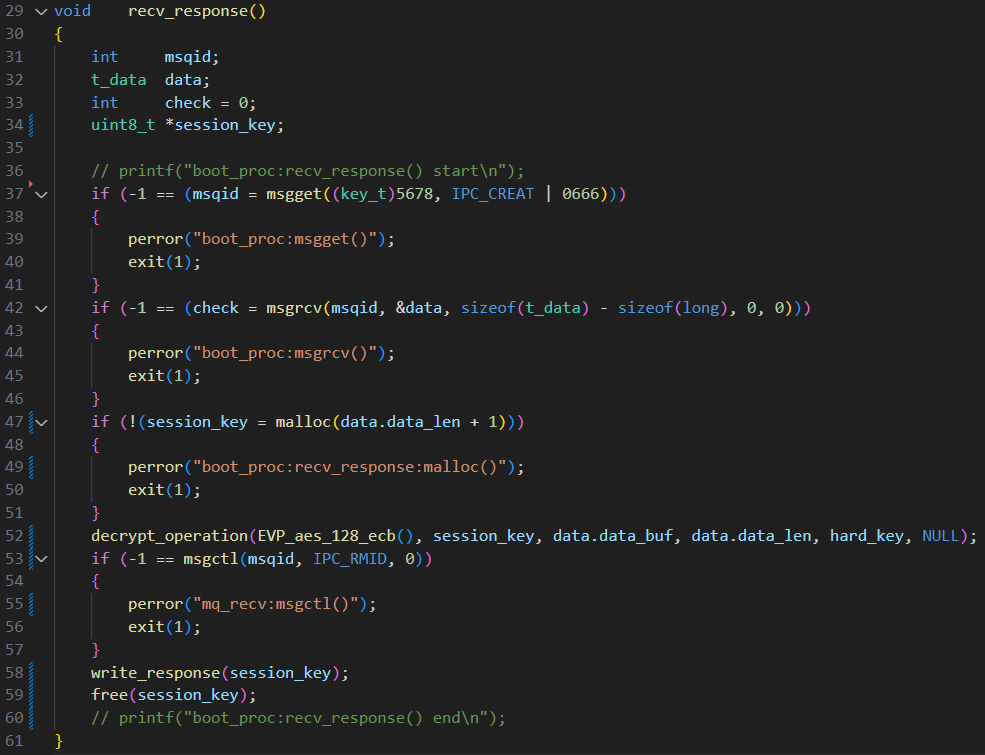 29 void    recv_response()
30 {
31     int     msqid;
32     t_data  data;
33     int     check = 0;
34     uint8_t *session_key;
35
36     // printf("boot_proc:recv_response() start\n");
37     if (-1 == (msqid = msgget((key_t)5678, IPC_CREAT | 0666)))
38     {
39         perror("boot_proc:msgget()");
40         exit(1);
41     }
42     if (-1 == (check = msgrcv(msqid, &data, sizeof(t_data) - sizeof(long), 0, 0)))
43     {
44         perror("boot_proc:msgrcv()");
45         exit(1);
46     }
47     if (!(session_key = malloc(data.data_len + 1)))
48     {
49         perror("boot_proc:recv_response:malloc()");
50         exit(1);
51     }
52     decrypt_operation(EVP_aes_128_ecb(), session_key, data.data_buf, data.data_len, hard_key, NULL);
53     if (-1 == msgctl(msqid, IPC_RMID, 0))
54     {
55         perror("mq_recv:msgctl()");
56         exit(1);
57     }
58     write_response(session_key);
59     free(session_key);
60     // printf("boot_proc:recv_response() end\n");
61 }